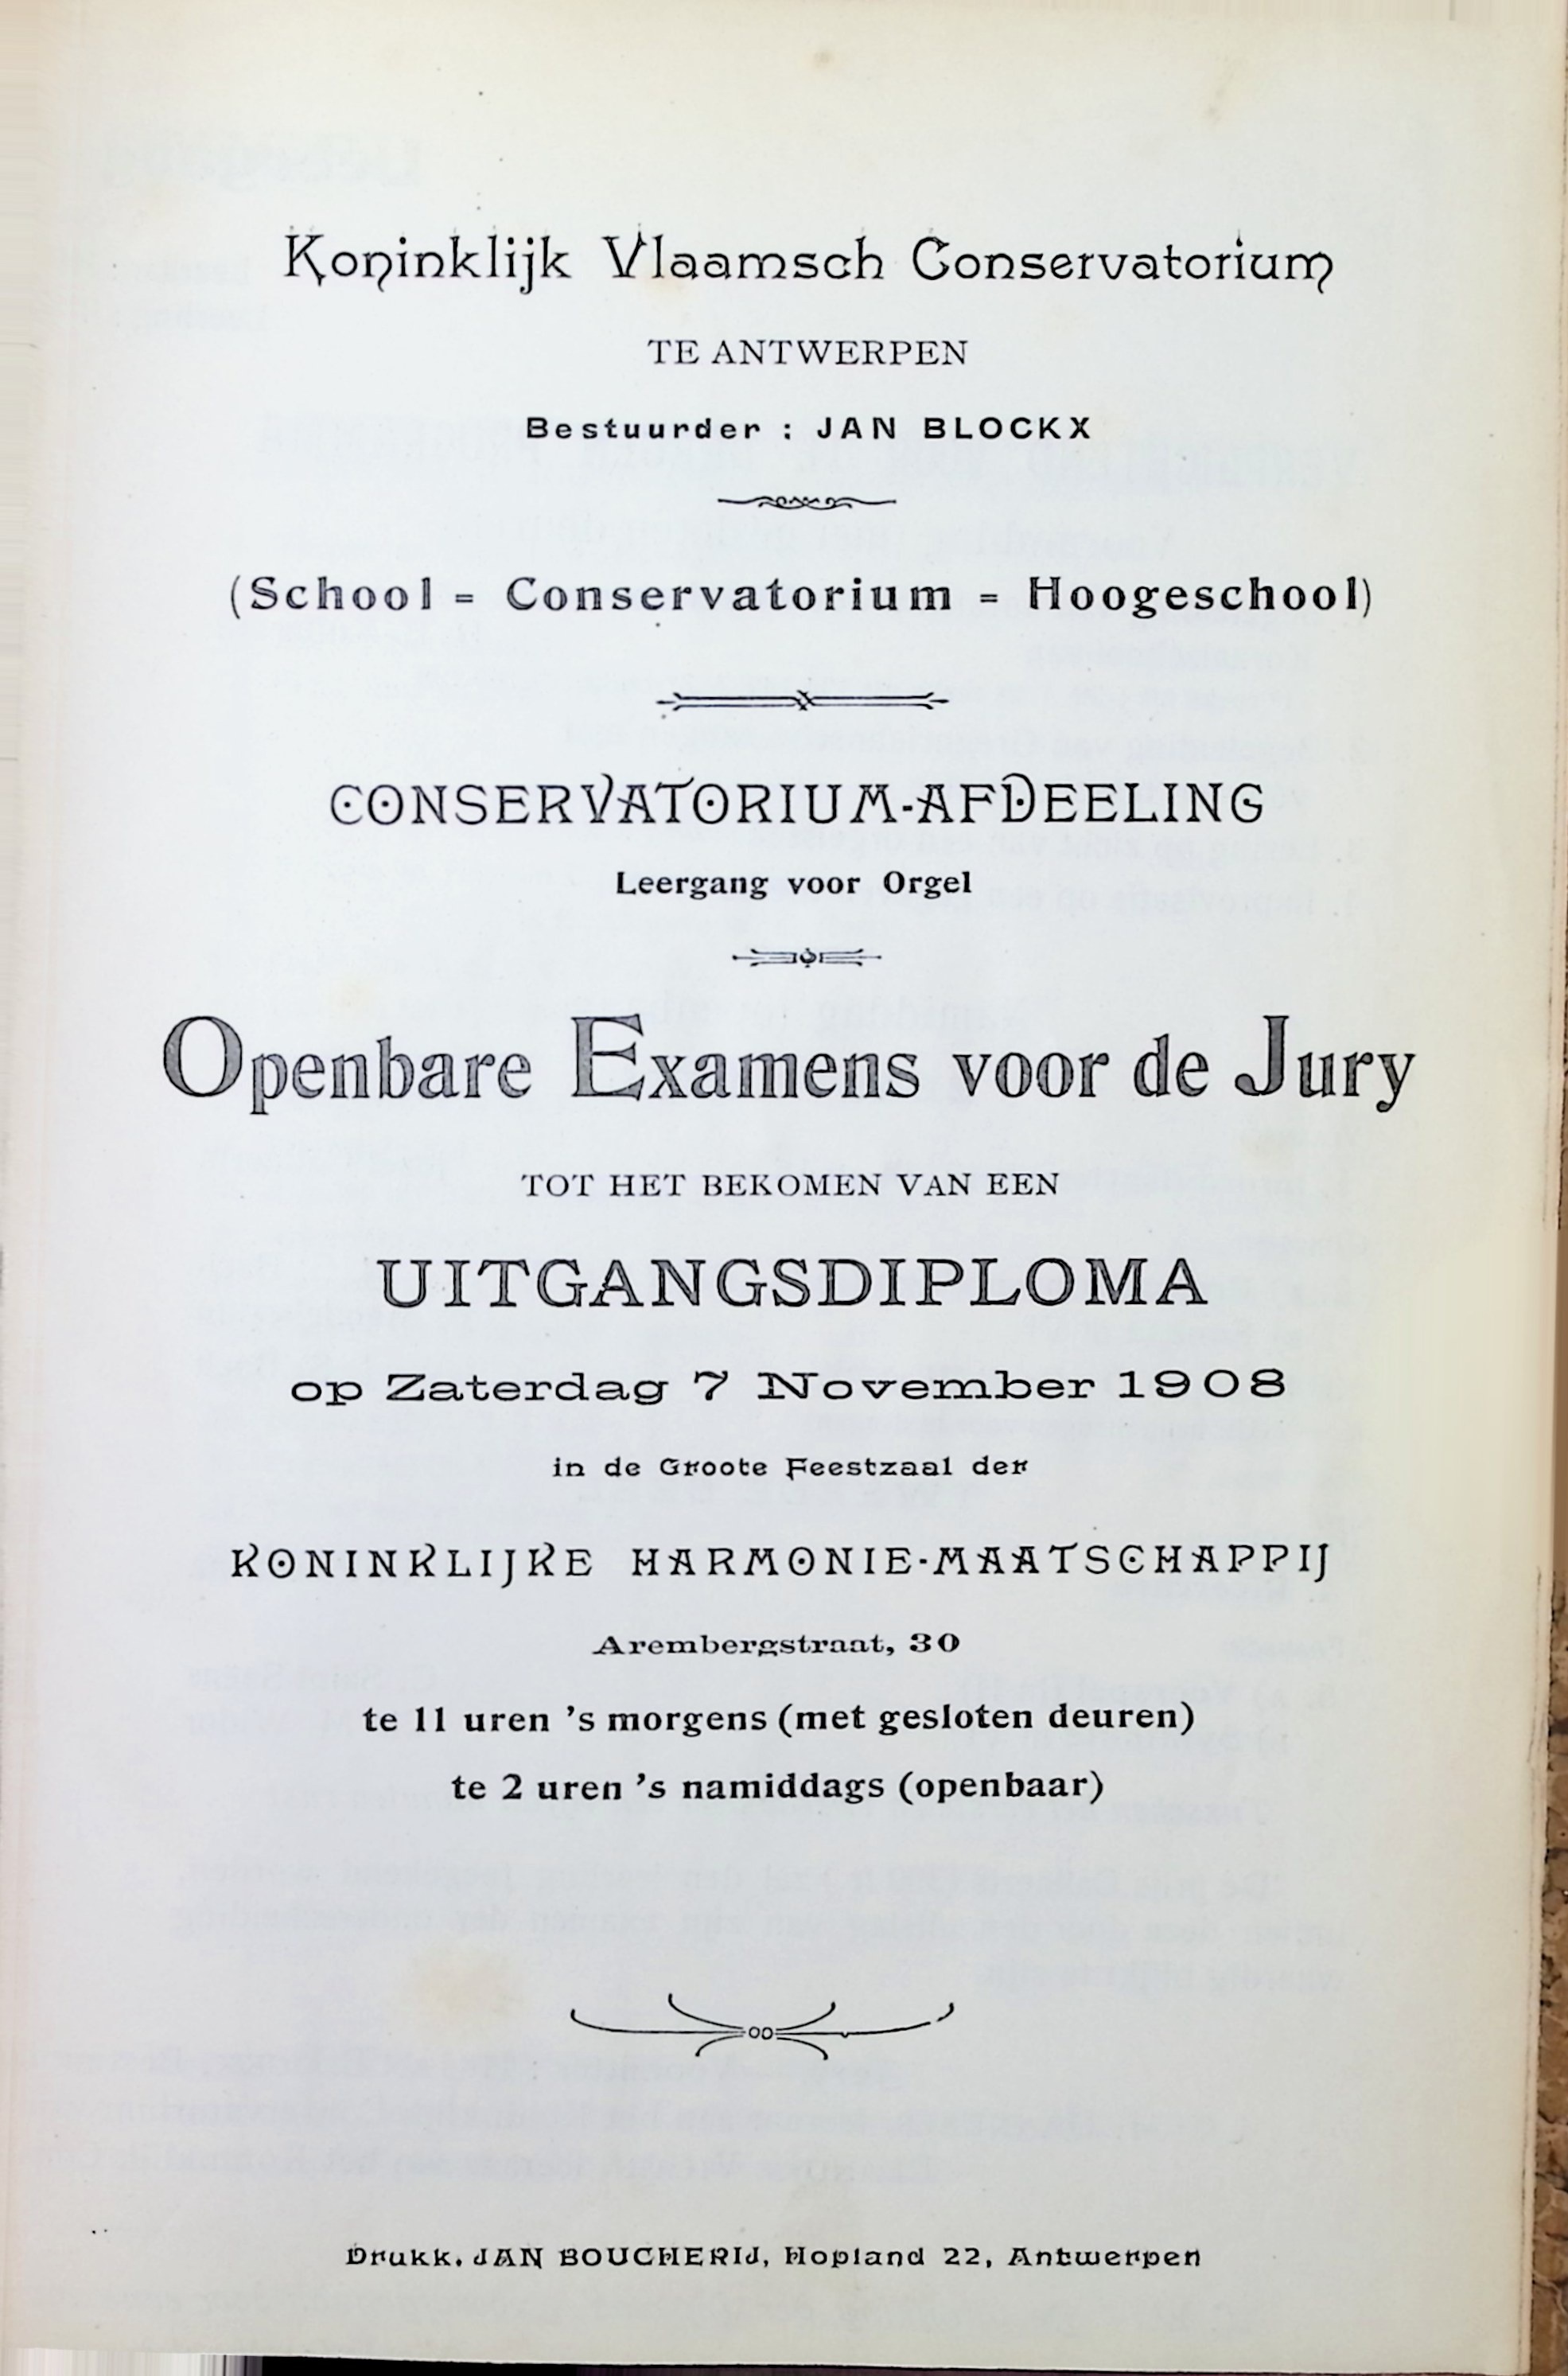 Koninklijk Vlaamsch Conservatorium
TE ANTWERPEN
Bestuurder : JAN BLOCKX
(School = Conservatorium = Hoogeschool)
CONSERVATORIUM-AFDEELING
Leergang voor Orgel
Openbare Examens voor de Jury
TOT HET BEKOMEN VAN EEN
UITGANGSDIPLOMA
op Zaterdag 7 November 1908
in de Groote Feestzaal der
KONINKLIJKE HARMONIE-MAATSCHAPPIJ
Arembergstraat, 30
te 11 uren 's morgens (met gesloten deuren)
te 2 uren 's namiddags (openbaar)
Drukk. JAN BOUCHERIJ, Hopland 22, Antwerpen